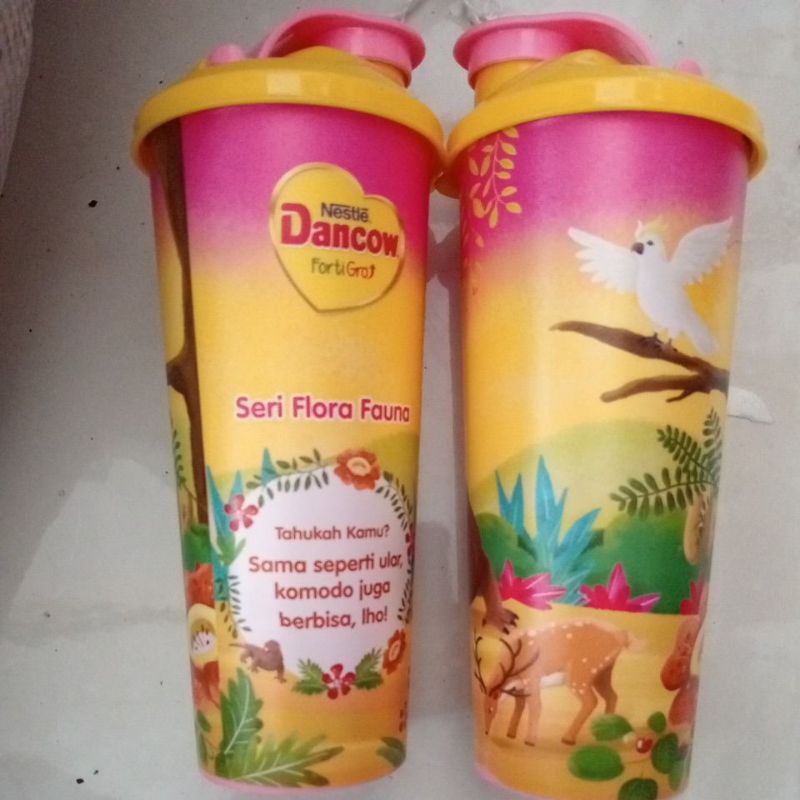 Nestlé
Dancow
FortiGro
Seri Flora Fauna
Tahukah Kamu?
Sama seperti ular,
komodo juga
berbisa, lho!